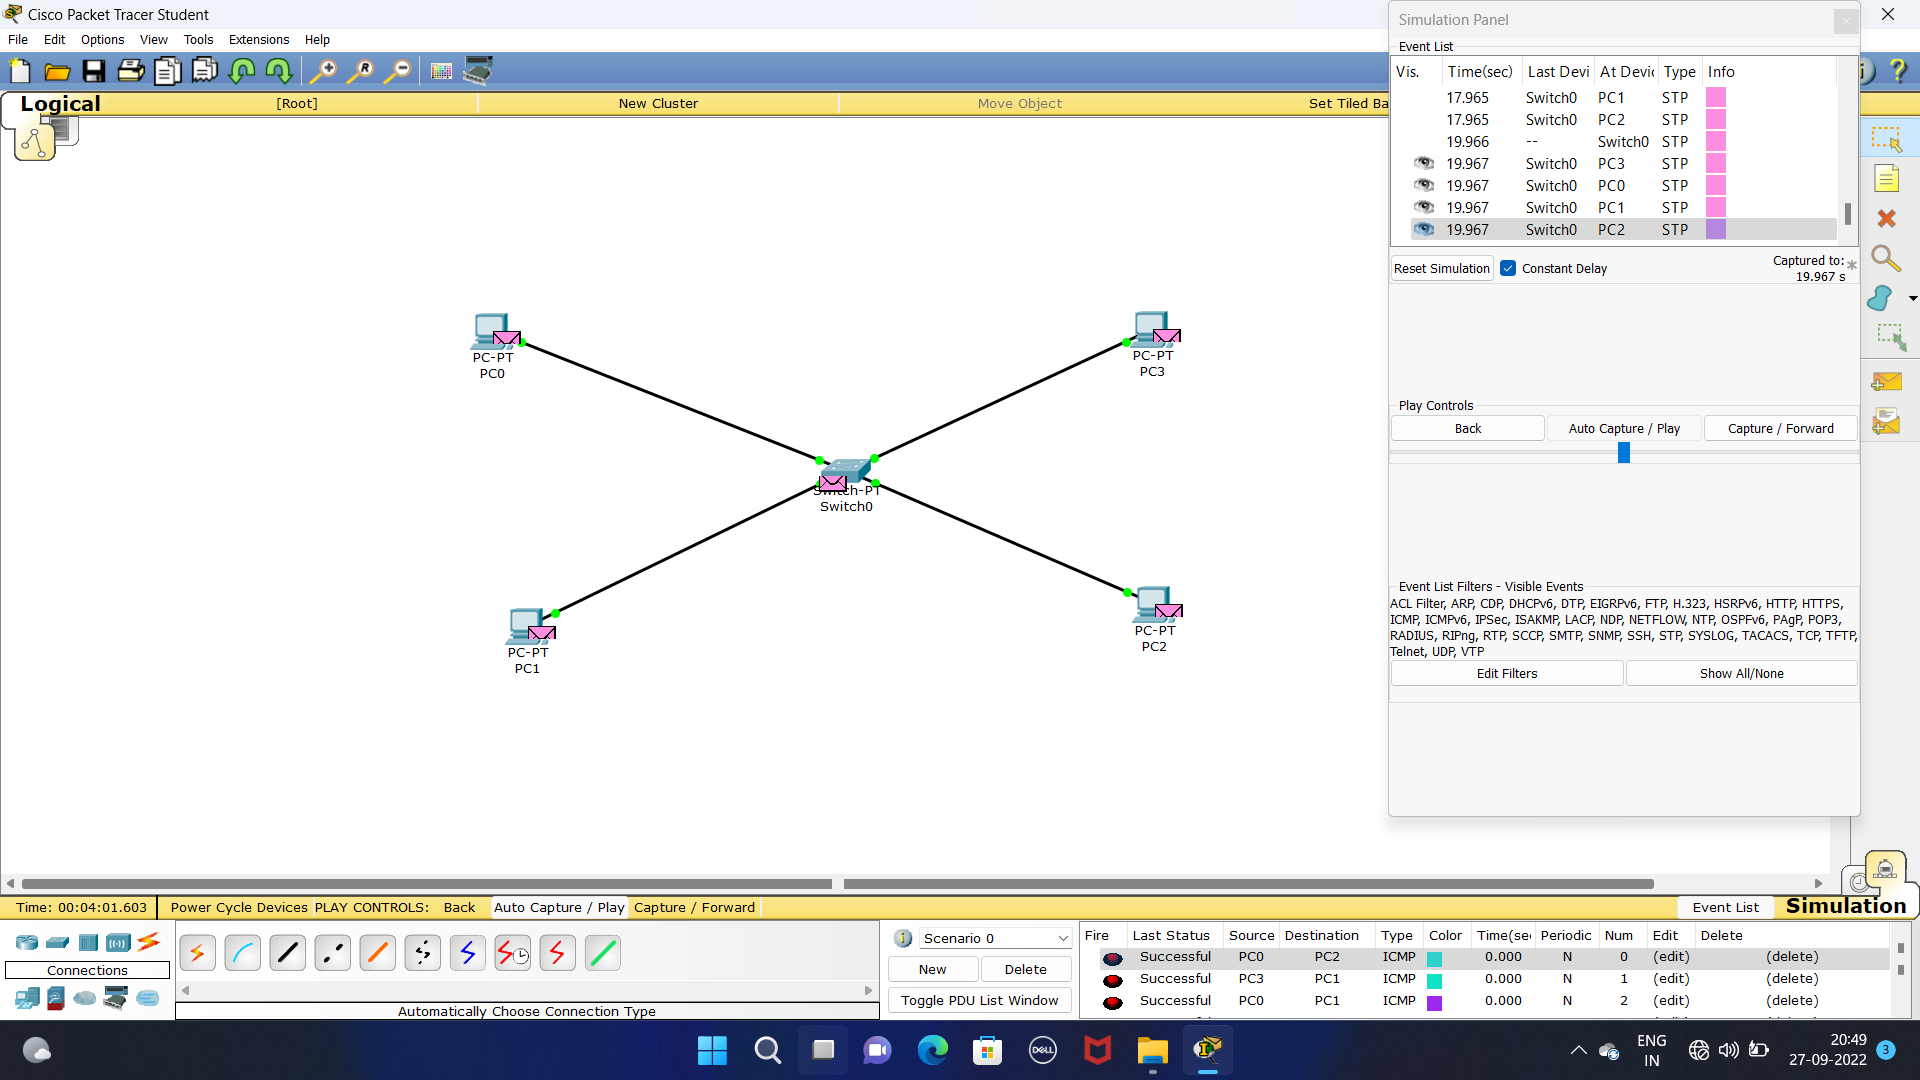 Cisco Packet Tracer Student
File Edit Options View Tools Extensions Help
Logical [Root] New Cluster Move Object Set Tiled Ba
Simulation Panel
Event List
Vis. Time(sec) Last Devi At Devic Type Info
17.965 Switch0 PC1 STP
17.965 Switch0 PC2 STP
19.966 -- Switch0 STP
19.967 Switch0 PC3 STP
19.967 Switch0 PC0 STP
19.967 Switch0 PC1 STP
19.967 Switch0 PC2 STP
Reset Simulation Constant Delay Captured to: *
19.967 s
PC-PT
PC0
PC-PT
PC3
Switch-PT
Switch0
PC-PT
PC1
PC-PT
PC2
Play Controls
Back Auto Capture / Play Capture / Forward
Event List Filters - Visible Events
ACL Filter, ARP, CDP, DHCPv6, DTP, EIGRPv6, FTP, H.323, HSRPv6, HTTP, HTTPS,
ICMP, ICMPv6, IPSec, ISAKMP, LACP, NDP, NETFLOW, NTP, OSPFv6, PAgP, POP3,
RADIUS, RIPng, RTP, SCCP, SMTP, SNMP, SSH, STP, SYSLOG, TACACS, TCP, TFTP,
Telnet, UDP, VTP
Edit Filters Show All/None
Time: 00:04:01.603 Power Cycle Devices PLAY CONTROLS: Back Auto Capture / Play Capture / Forward Event List Simulation
Connections
Automatically Choose Connection Type
Scenario 0
New Delete
Toggle PDU List Window
Fire Last Status Source Destination Type Color Time(sec Periodic Num Edit Delete
Successful PC0 PC2 ICMP 0.000 N 0 (edit) (delete)
Successful PC3 PC1 ICMP 0.000 N 1 (edit) (delete)
Successful PC0 PC1 ICMP 0.000 N 2 (edit) (delete)
DELL
ENG
IN
20:49
27-09-2022
3